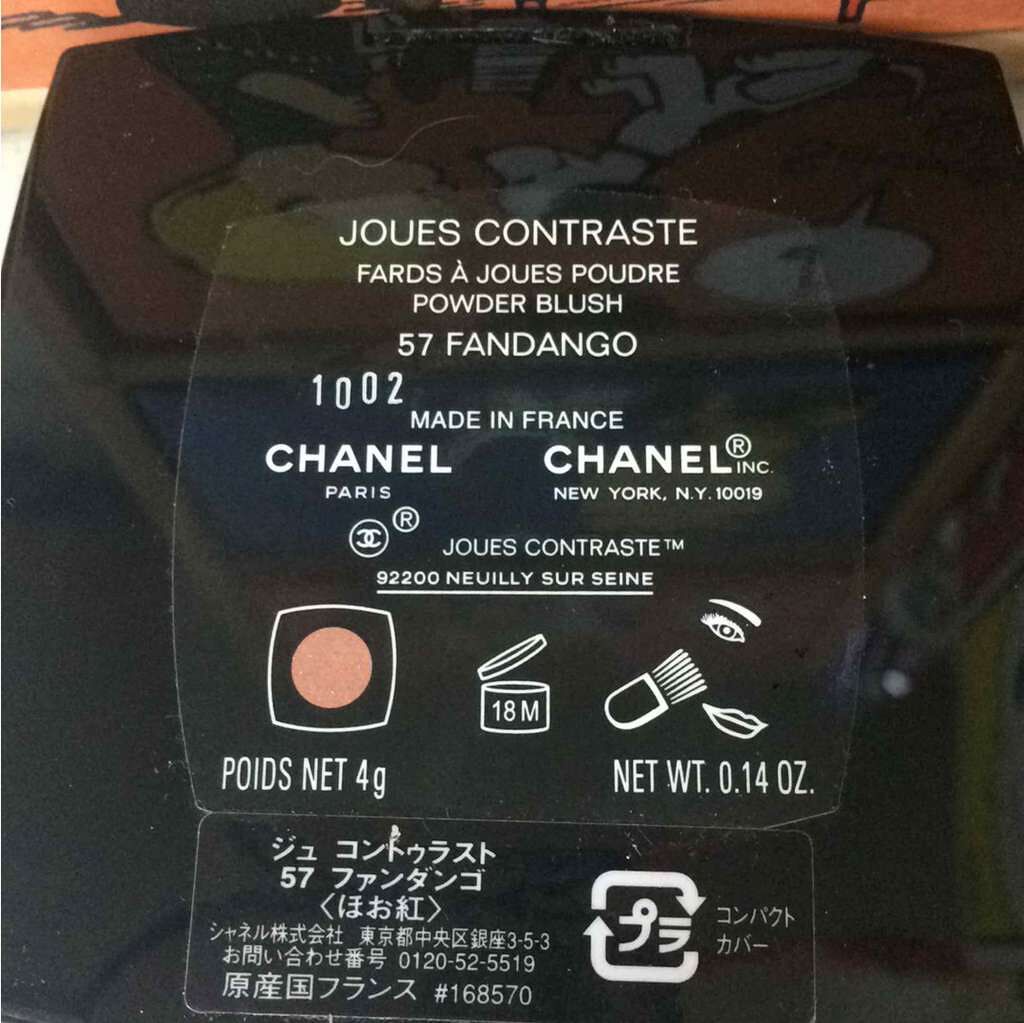 JOUES CONTRASTE
FARDS À JOUES POUDRE
POWDER BLUSH
57 FANDANGO
1002
MADE IN FRANCE
CHANEL CHANEL® INC.
PARIS NEW YORK, N.Y. 10019
® JOUES CONTRASTE™
92200 NEUILLY SUR SEINE
18 M
POIDS NET 4g NET WT. 0.14 OZ.
ジュ コントゥラスト
57 ファンダンゴ
〈ほお紅〉
シャネル株式会社 東京都中央区銀座3-5-3
お問い合わせ番号 0120-52-5519
原産国フランス #168570
プラ
コンパクト
カバー